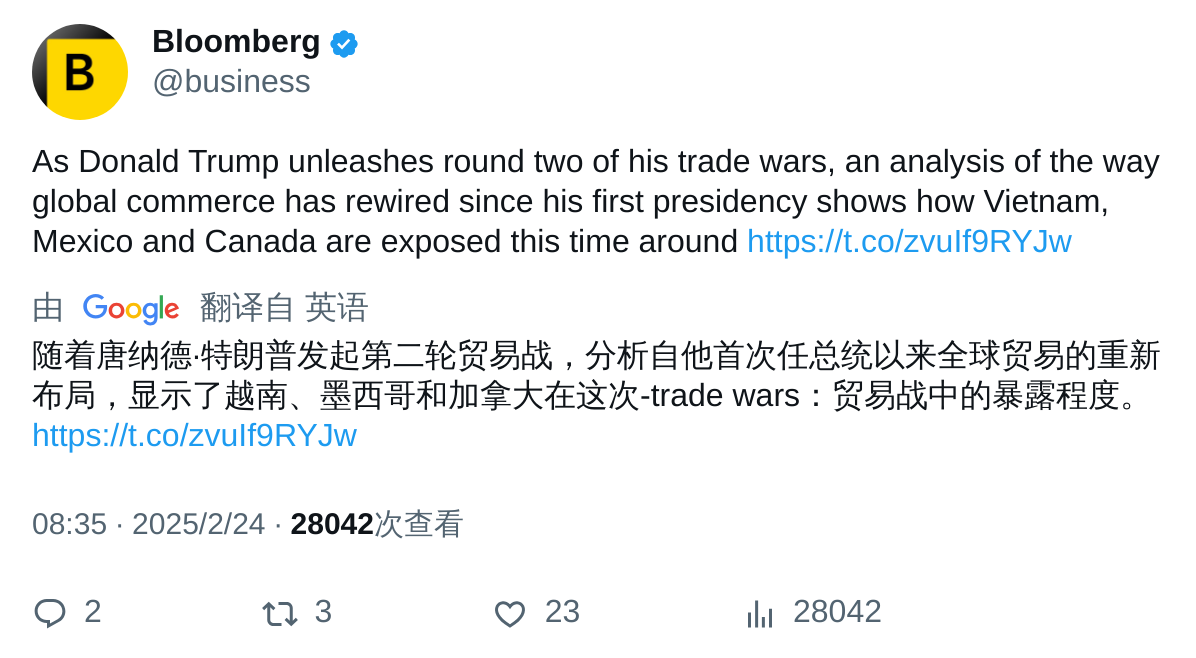 B
Bloomberg
@business
As Donald Trump unleashes round two of his trade wars, an analysis of the way
global commerce has rewired since his first presidency shows how Vietnam,
Mexico and Canada are exposed this time around https://t.co/zvuIf9RYJw
由 Google 翻译自 英语
随着唐纳德·特朗普发起第二轮贸易战，分析自他首次任总统以来全球贸易的重新
布局，显示了越南、墨西哥和加拿大在这次-trade wars：贸易战中的暴露程度。
https://t.co/zvuIf9RYJw
08:35 · 2025/2/24 · 28042次查看
2 3 23 28042